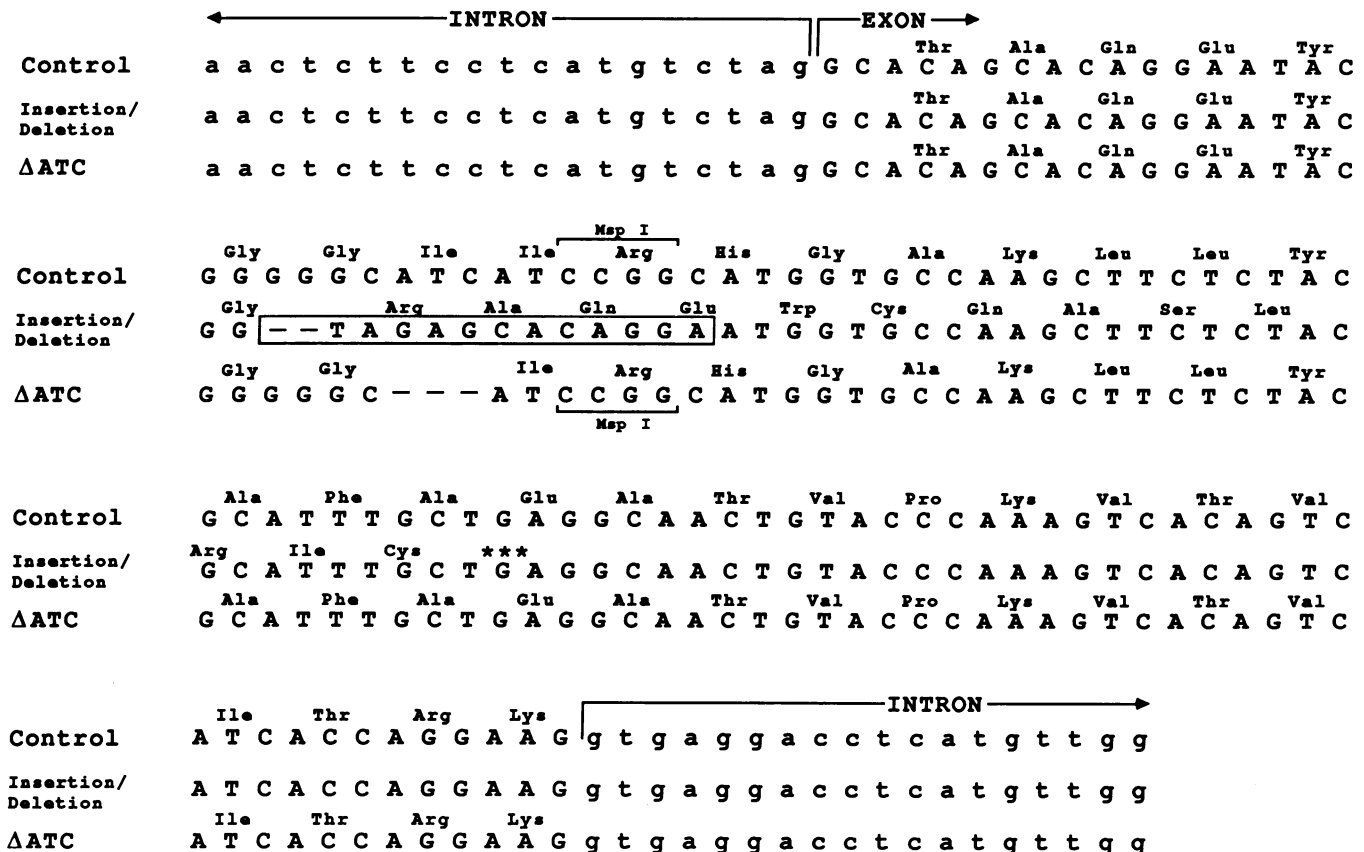 INTRON EXON
Thr Ala Gln Glu Tyr
Control a a c t c t t c c t c a t g t c t a g G C A C A G C A C A G G A A T A C
Thr Ala Gln Glu Tyr
Insertion/
Deletion a a c t c t t c c t c a t g t c t a g G C A C A G C A C A G G A A T A C
Thr Ala Gln Glu Tyr
ΔATC a a c t c t t c c t c a t g t c t a g G C A C A G C A C A G G A A T A C
Msp I
Gly Gly Ile Ile Arg His Gly Ala Lys Leu Leu Tyr
Control G G G G G C A T C A T C C G G C A T G G T G C C A A G C T T C T C T A C
Gly Arg Ala Gln Glu Trp Cys Gln Ala Ser Leu
Insertion/
Deletion G G – – T A G A G C A C A G G A A T G G T G C C A A G C T T C T C T A C
Gly Gly Ile Arg His Gly Ala Lys Leu Leu Tyr
ΔATC G G G G G C – – – A T C C G G C A T G G T G C C A A G C T T C T C T A C
Msp I
Ala Phe Ala Glu Ala Thr Val Pro Lys Val Thr Val
Control G C A T T T G C T G A G G C A A C T G T A C C C A A A G T C A C A G T C
Arg Ile Cys ***
Insertion/
Deletion G C A T T T G C T G A G G C A A C T G T A C C C A A A G T C A C A G T C
Ala Phe Ala Glu Ala Thr Val Pro Lys Val Thr Val
ΔATC G C A T T T G C T G A G G C A A C T G T A C C C A A A G T C A C A G T C
INTRON
Ile Thr Arg Lys
Control A T C A C C A G G A A G g t g a g g a c c t c a t g t t g g
Insertion/
Deletion A T C A C C A G G A A G g t g a g g a c c t c a t g t t g g
Ile Thr Arg Lys
ΔATC A T C A C C A G G A A G g t g a g g a c c t c a t g t t g g